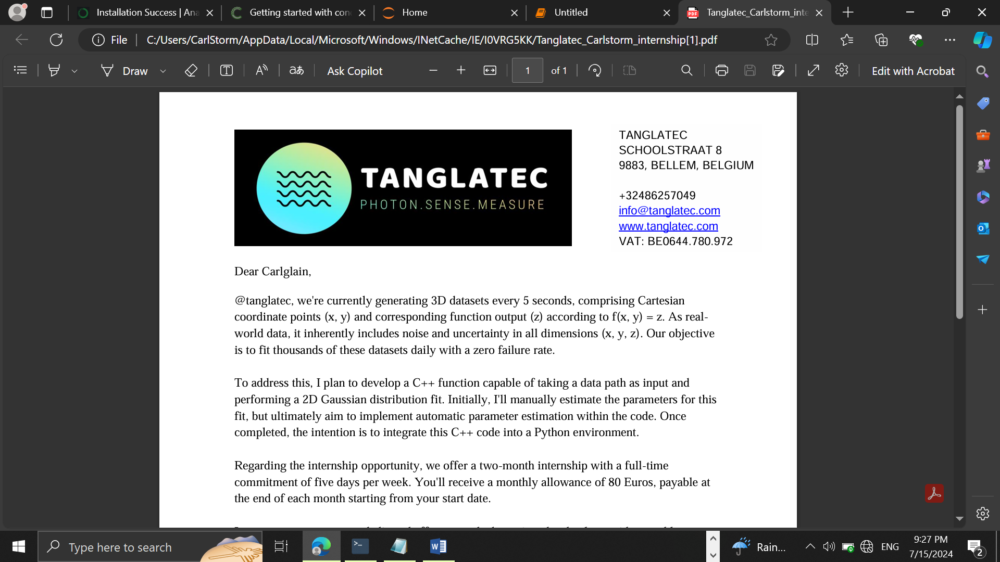 Installation Success | Ana
Getting started with con
Home
Untitled
Tanglatec_Carlstorm_inte
File
C:/Users/CarlStorm/AppData/Local/Microsoft/Windows/INetCache/IE/I0VRG5KK/Tanglatec_Carlstorm_internship[1].pdf
Draw
T
A
aあ
Ask Copilot
1 of 1
Edit with Acrobat
TANGLATEC
PHOTON.SENSE.MEASURE
TANGLATEC
SCHOOLSTRAAT 8
9883, BELLEM, BELGIUM
+32486257049
info@tanglatec.com
www.tanglatec.com
VAT: BE0644.780.972
Dear Carlglain,
@tanglatec, we're currently generating 3D datasets every 5 seconds, comprising Cartesian
coordinate points (x, y) and corresponding function output (z) according to f(x, y) = z. As real-
world data, it inherently includes noise and uncertainty in all dimensions (x, y, z). Our objective
is to fit thousands of these datasets daily with a zero failure rate.
To address this, I plan to develop a C++ function capable of taking a data path as input and
performing a 2D Gaussian distribution fit. Initially, I'll manually estimate the parameters for this
fit, but ultimately aim to implement automatic parameter estimation within the code. Once
completed, the intention is to integrate this C++ code into a Python environment.
Regarding the internship opportunity, we offer a two-month internship with a full-time
commitment of five days per week. You'll receive a monthly allowance of 80 Euros, payable at
the end of each month starting from your start date.
Type here to search
Rain...
ENG
9:27 PM
7/15/2024
2